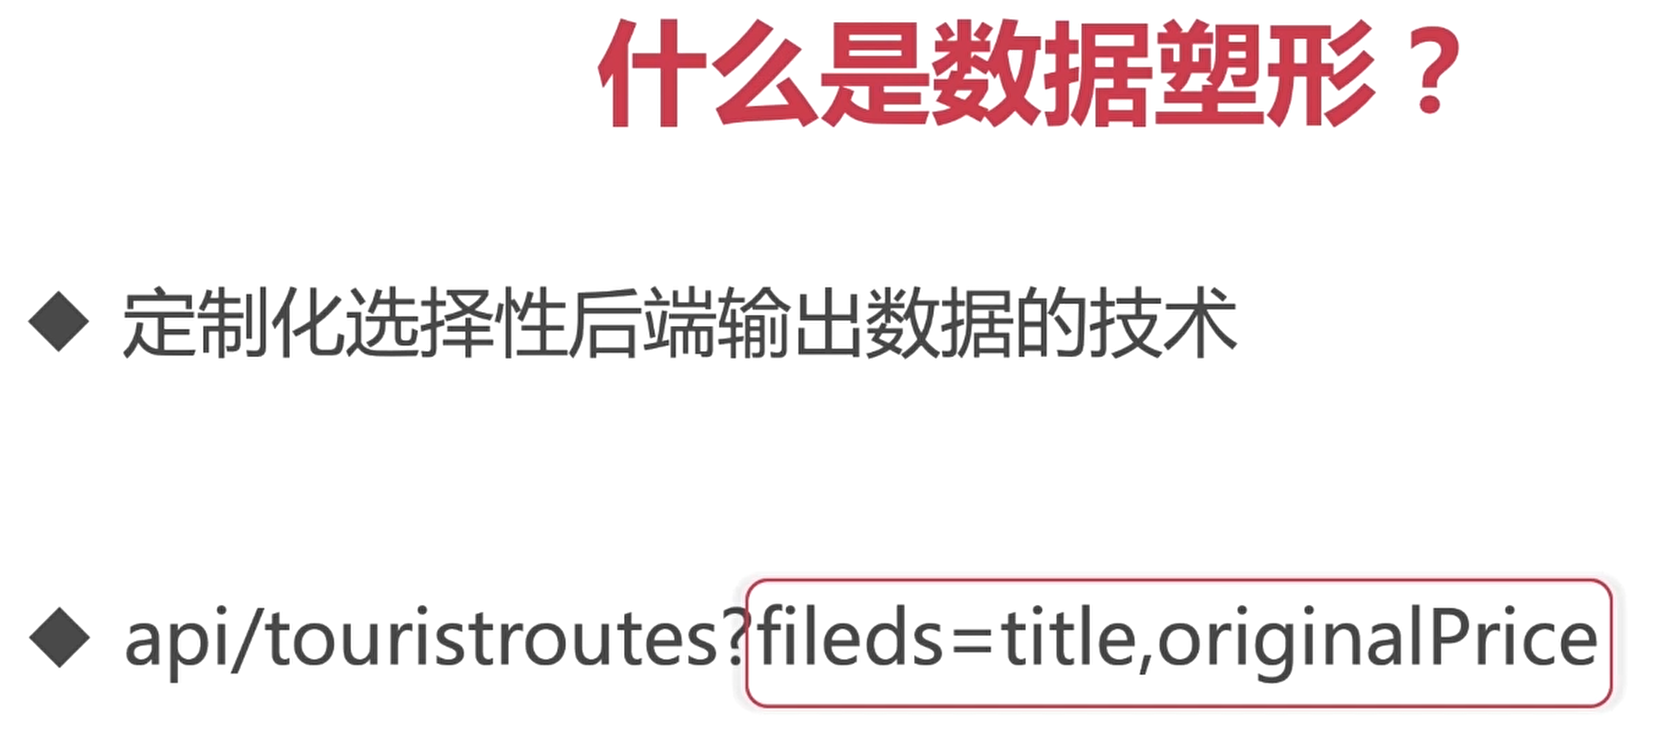 什么是数据塑形？
◆ 定制化选择性后端输出数据的技术
◆ api/touristroutes?fileds=title,originalPrice